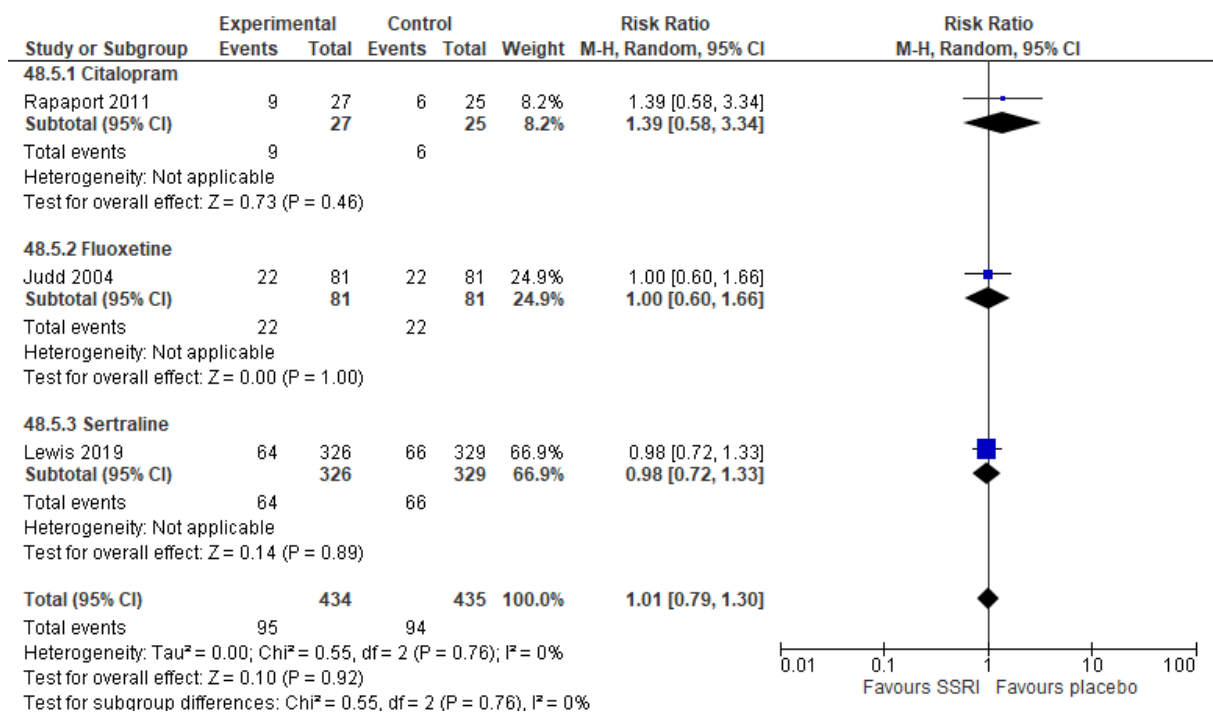 Experimental Control Risk Ratio Risk Ratio
Study or Subgroup Events Total Events Total Weight M-H, Random, 95% CI M-H, Random, 95% CI
48.5.1 Citalopram
Rapaport 2011 9 27 6 25 8.2% 1.39 [0.58, 3.34]
Subtotal (95% CI) 27 25 8.2% 1.39 [0.58, 3.34]
Total events 9 6
Heterogeneity: Not applicable
Test for overall effect: Z = 0.73 (P = 0.46)
48.5.2 Fluoxetine
Judd 2004 22 81 22 81 24.9% 1.00 [0.60, 1.66]
Subtotal (95% CI) 81 81 24.9% 1.00 [0.60, 1.66]
Total events 22 22
Heterogeneity: Not applicable
Test for overall effect: Z = 0.00 (P = 1.00)
48.5.3 Sertraline
Lewis 2019 64 326 66 329 66.9% 0.98 [0.72, 1.33]
Subtotal (95% CI) 326 329 66.9% 0.98 [0.72, 1.33]
Total events 64 66
Heterogeneity: Not applicable
Test for overall effect: Z = 0.14 (P = 0.89)
Total (95% CI) 434 435 100.0% 1.01 [0.79, 1.30]
Total events 95 94
Heterogeneity: Tau² = 0.00; Chi² = 0.55, df = 2 (P = 0.76); I² = 0%
Test for overall effect: Z = 0.10 (P = 0.92)
Test for subgroup differences: Chi² = 0.55, df = 2 (P = 0.76), I² = 0%
0.01 0.1 1 10 100
Favours SSRI Favours placebo